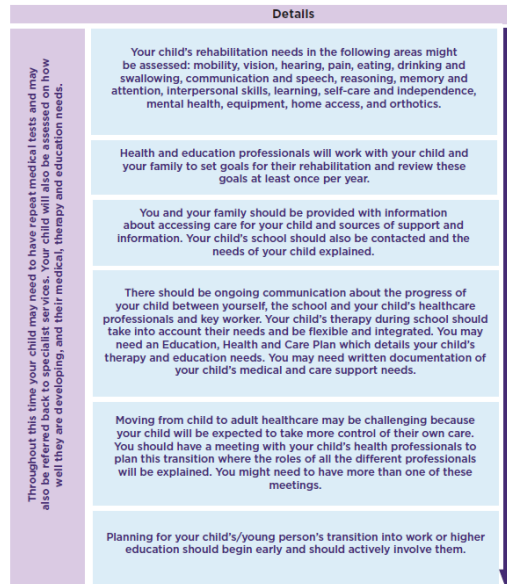 Details
Throughout this time your child may need to have repeat medical tests and may
also be referred back to specialist services. Your child will also be assessed on how
well they are developing, and their medical, therapy and education needs.
Your child’s rehabilitation needs in the following areas might
be assessed: mobility, vision, hearing, pain, eating, drinking and
swallowing, communication and speech, reasoning, memory and
attention, interpersonal skills, learning, self-care and independence,
mental health, equipment, home access, and orthotics.
Health and education professionals will work with your child and
your family to set goals for their rehabilitation and review these
goals at least once per year.
You and your family should be provided with information
about accessing care for your child and sources of support and
information. Your child’s school should also be contacted and the
needs of your child explained.
There should be ongoing communication about the progress of
your child between yourself, the school and your child’s healthcare
professionals and key worker. Your child’s therapy during school should
take into account their needs and be flexible and integrated. You may
need an Education, Health and Care Plan which details your child’s
therapy and education needs. You may need written documentation of
your child’s medical and care support needs.
Moving from child to adult healthcare may be challenging because
your child will be expected to take more control of their own care.
You should have a meeting with your child’s health professionals to
plan this transition where the roles of all the different professionals
will be explained. You might need to have more than one of these
meetings.
Planning for your child’s/young person’s transition into work or higher
education should begin early and should actively involve them.